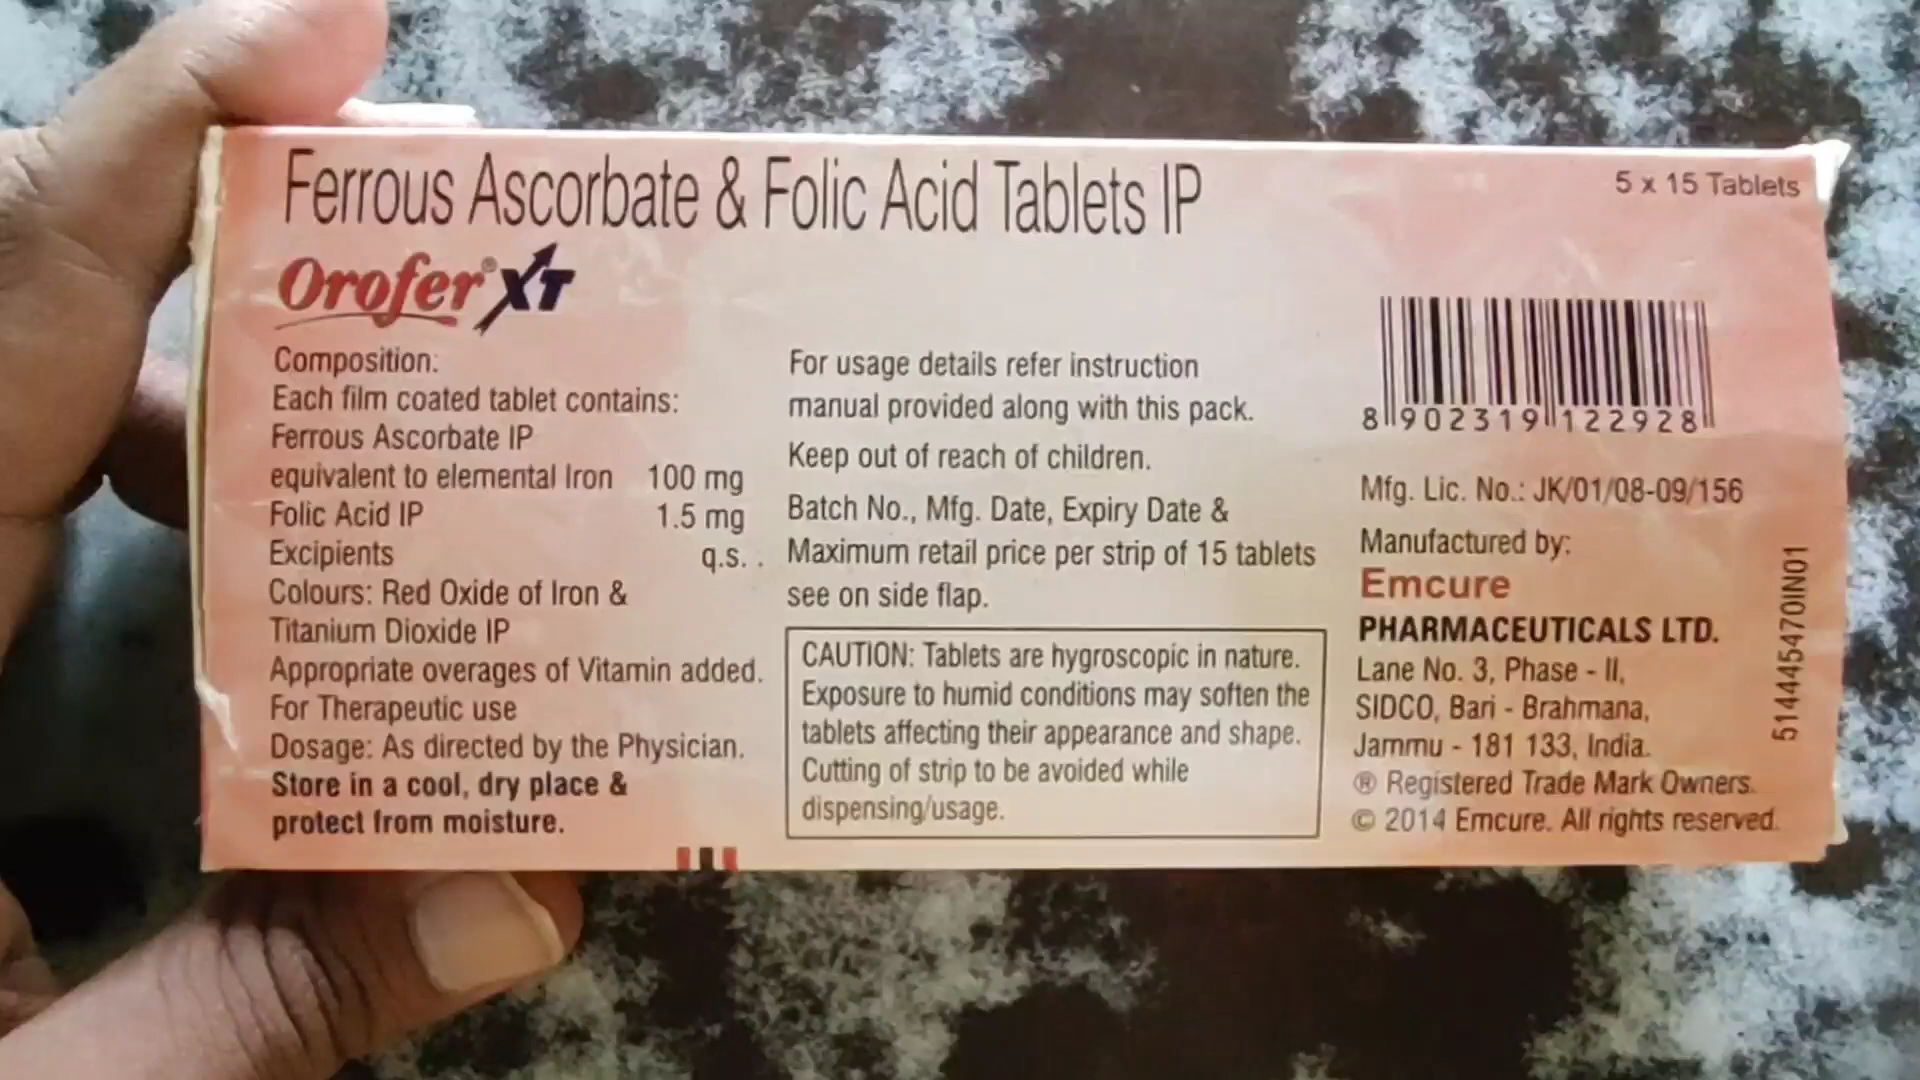 Ferrous Ascorbate & Folic Acid Tablets IP
5 x 15 Tablets
Orofer® XT
Composition:
Each film coated tablet contains:
Ferrous Ascorbate IP
equivalent to elemental Iron 100 mg
Folic Acid IP 1.5 mg
Excipients q.s. .
Colours: Red Oxide of Iron &
Titanium Dioxide IP
Appropriate overages of Vitamin added.
For Therapeutic use
Dosage: As directed by the Physician.
Store in a cool, dry place &
protect from moisture.
For usage details refer instruction
manual provided along with this pack.
Keep out of reach of children.
Batch No., Mfg. Date, Expiry Date &
Maximum retail price per strip of 15 tablets
see on side flap.
CAUTION: Tablets are hygroscopic in nature.
Exposure to humid conditions may soften the
tablets affecting their appearance and shape.
Cutting of strip to be avoided while
dispensing/usage.
8 902319 122928
Mfg. Lic. No.: JK/01/08-09/156
Manufactured by:
Emcure
PHARMACEUTICALS LTD.
Lane No. 3, Phase - II,
SIDCO, Bari - Brahmana,
Jammu - 181 133, India.
® Registered Trade Mark Owners.
© 2014 Emcure. All rights reserved.
514445470IN01